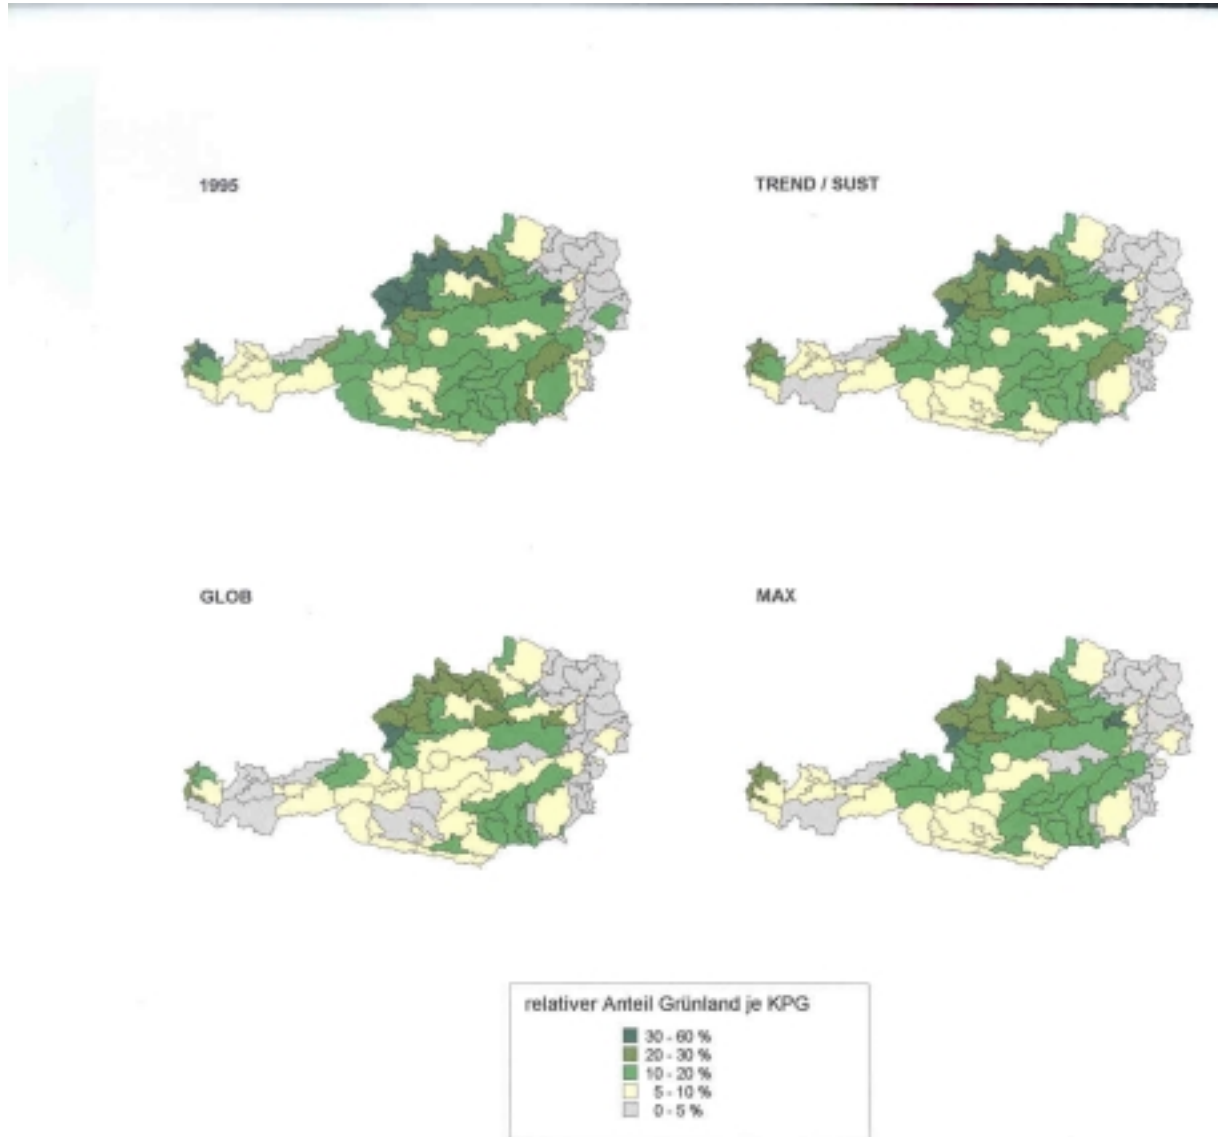 1995
TREND / SUST
GLOB
MAX
relativer Anteil Grünland je KPG
30 - 60 %
20 - 30 %
10 - 20 %
5 - 10 %
0 - 5 %